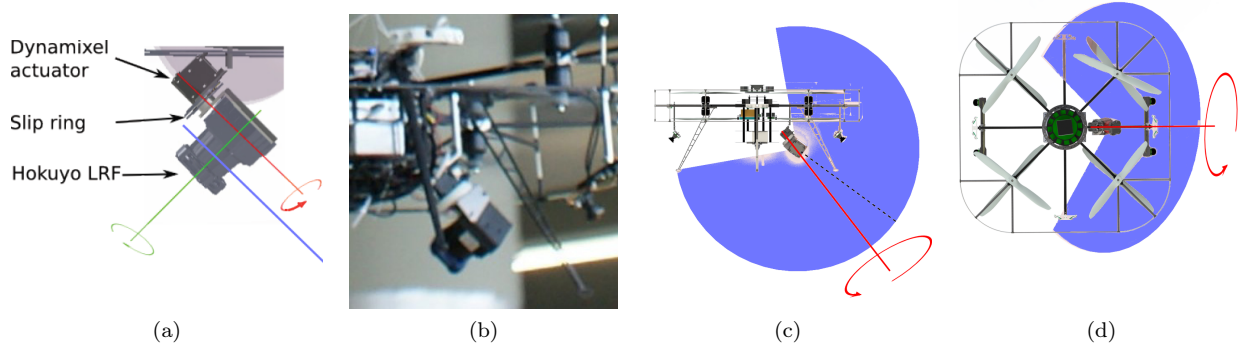 Dynamixel
actuator
Slip ring
Hokuyo LRF
(a)
(b)
(c)
(d)